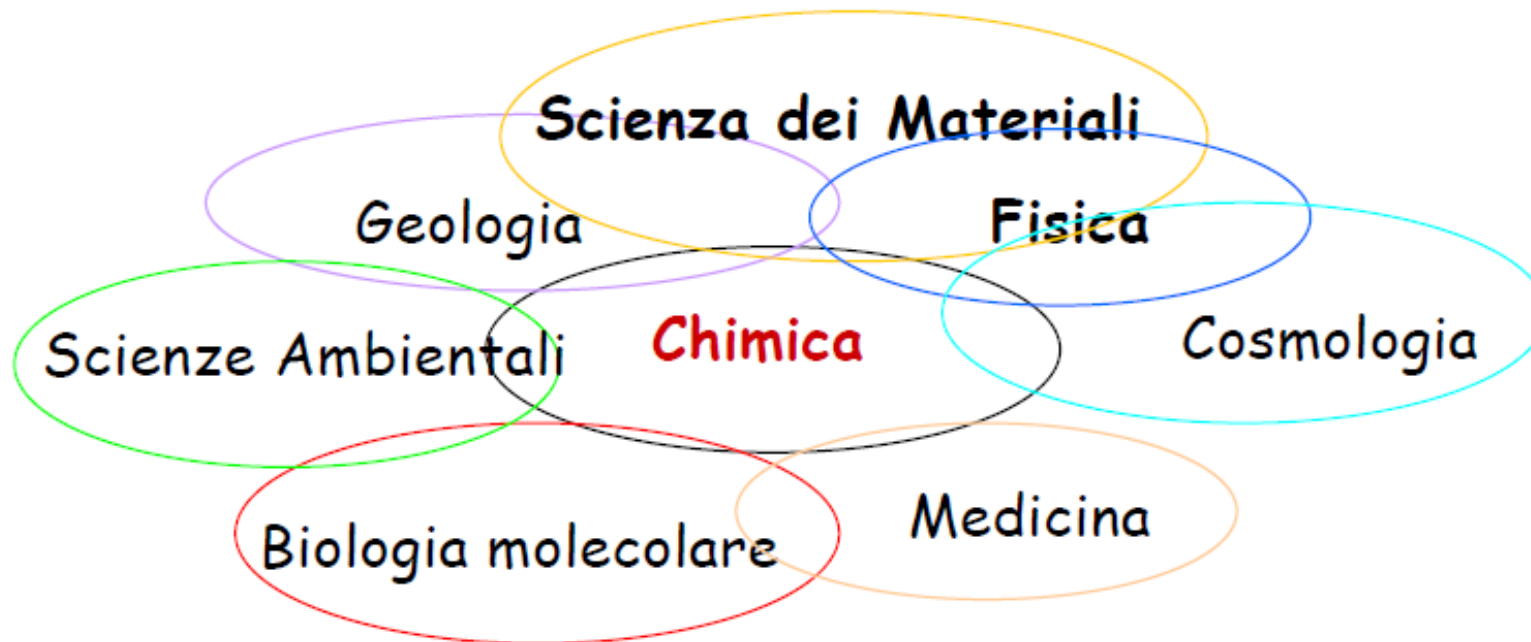 Scienza dei Materiali
Geologia
Fisica
Scienze Ambientali
Chimica
Cosmologia
Biologia molecolare
Medicina